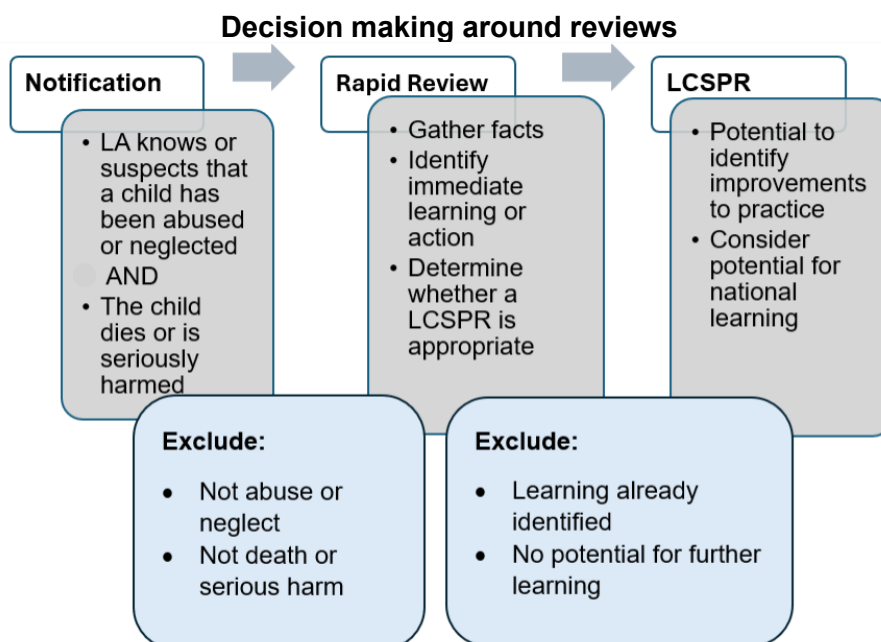 Decision making around reviews
Notification
• LA knows or
suspects that
a child has
been abused
or neglected
AND
• The child
dies or is
seriously
harmed
Rapid Review
• Gather facts
• Identify
immediate
learning or
action
• Determine
whether a
LCSPR is
appropriate
LCSPR
• Potential to
identify
improvements
to practice
• Consider
potential for
national
learning
Exclude:
• Not abuse or
neglect
• Not death or
serious harm
Exclude:
• Learning already
identified
• No potential for further
learning